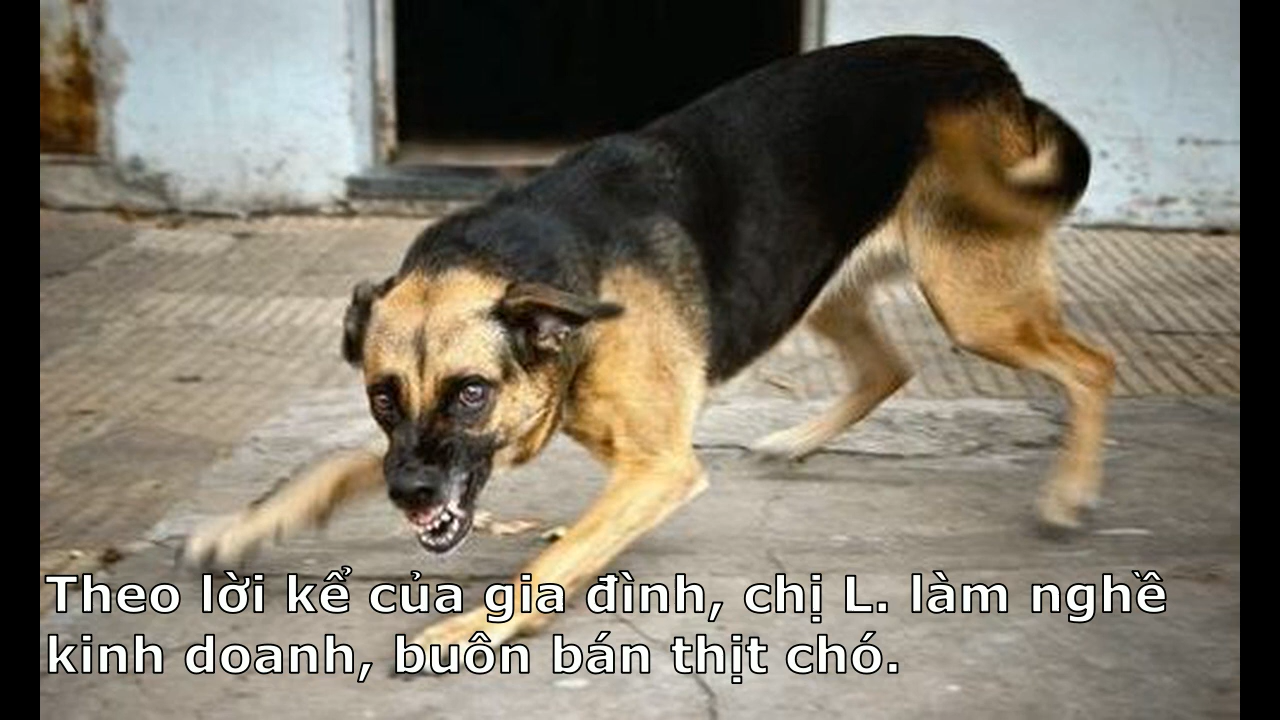 Theo lời kể của gia đình, chị L. làm nghề
kinh doanh, buôn bán thịt chó.